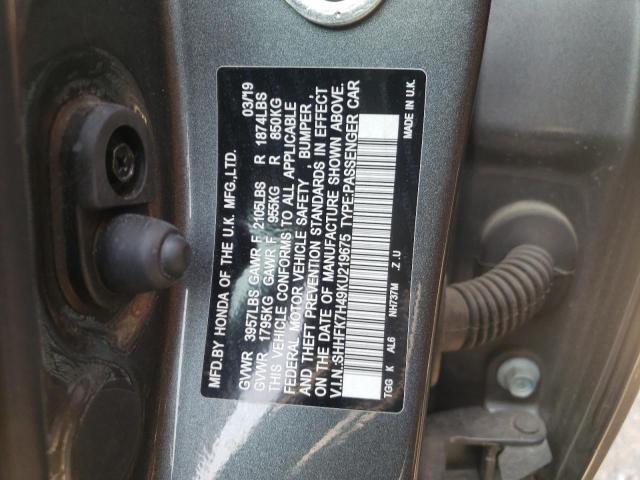 MFD.BY HONDA OF THE U.K. MFG.,LTD. 03/19
GVWR 3957LBS GAWR F 2105LBS R 1874LBS
GVWR 1795KG GAWR F 955KG R 850KG
THIS VEHICLE CONFORMS TO ALL APPLICABLE
FEDERAL MOTOR VEHICLE SAFETY , BUMPER ,
AND THEFT PREVENTION STANDARDS IN EFFECT
ON THE DATE OF MANUFACTURE SHOWN ABOVE.
V.I.N.:SHHFK7H49KU219675 TYPE:PASSENGER CAR
TGG K AL6 NH737M .Z .U MADE IN U.K.